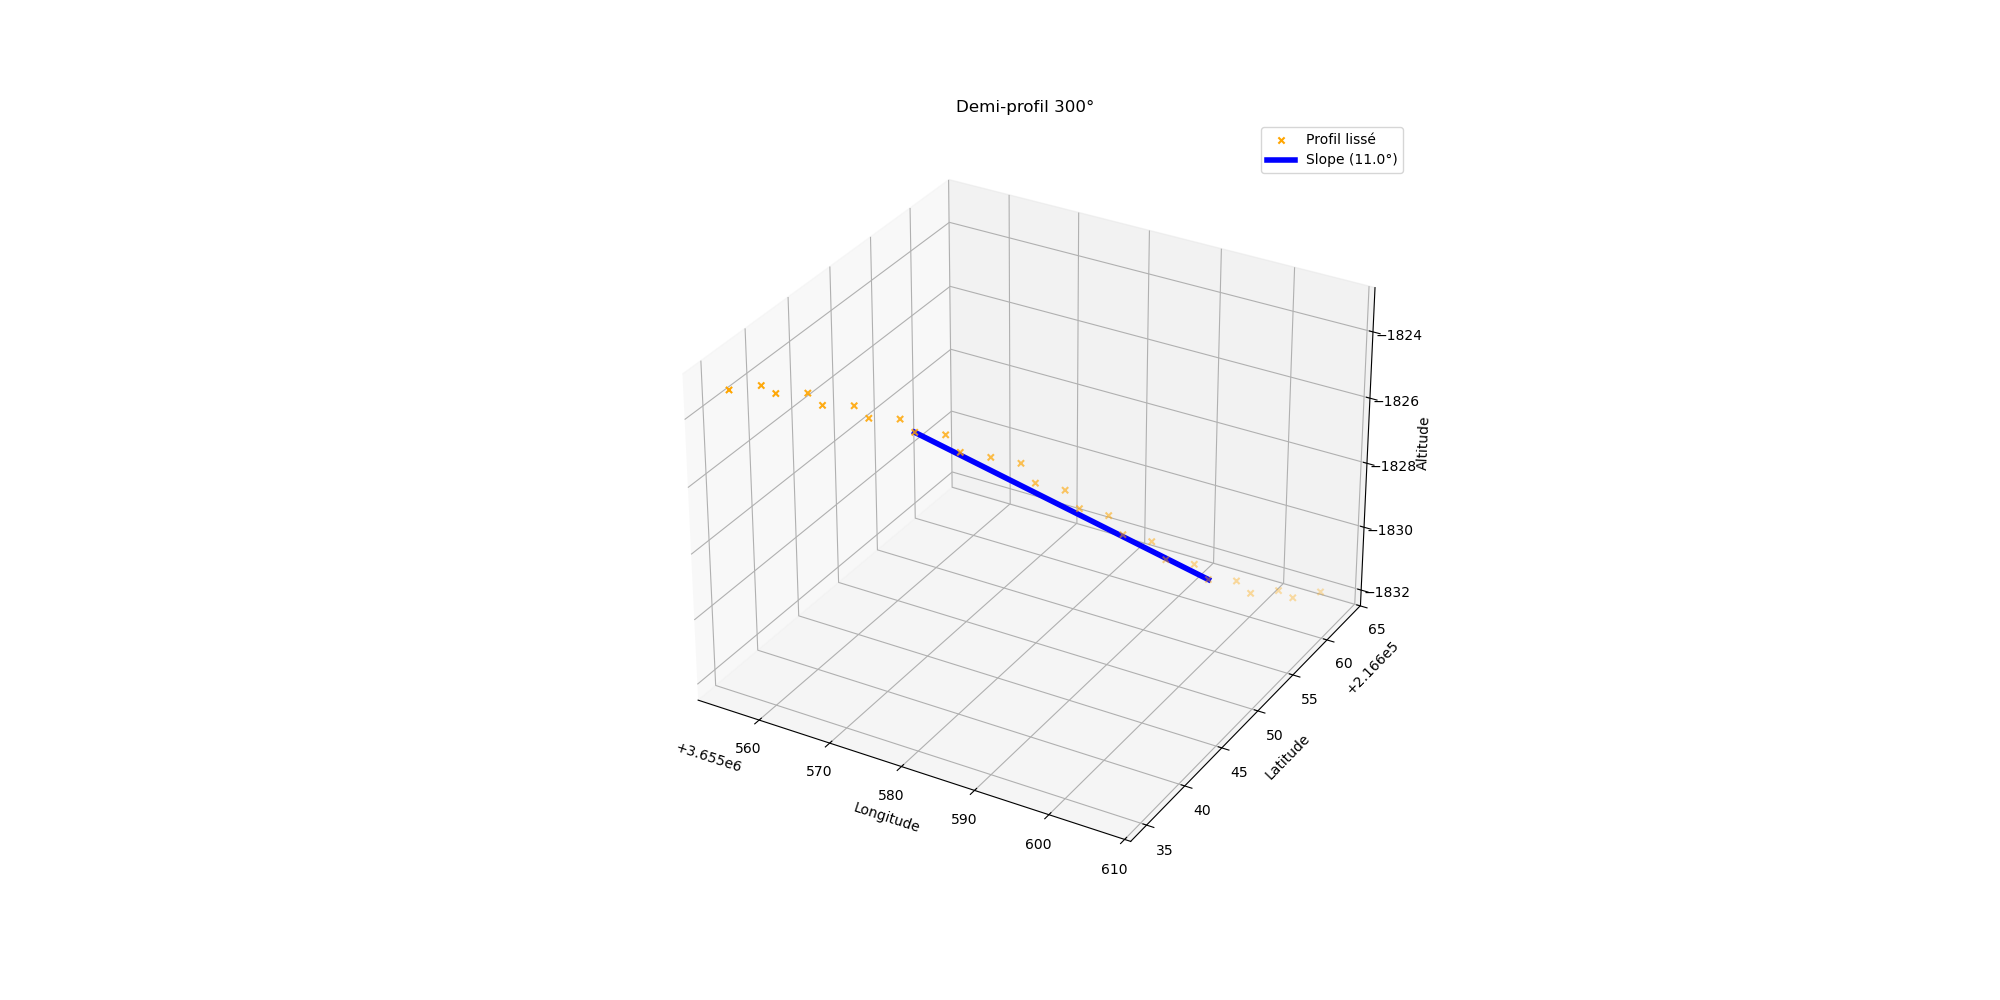 Demi-profil 300°
Profil lissé
Slope (11.0°)
−1824
−1826
−1828
−1830
−1832
Altitude
65
60
55
50
45
40
35
+2.166e5
Latitude
560
570
580
590
600
610
+3.655e6
Longitude